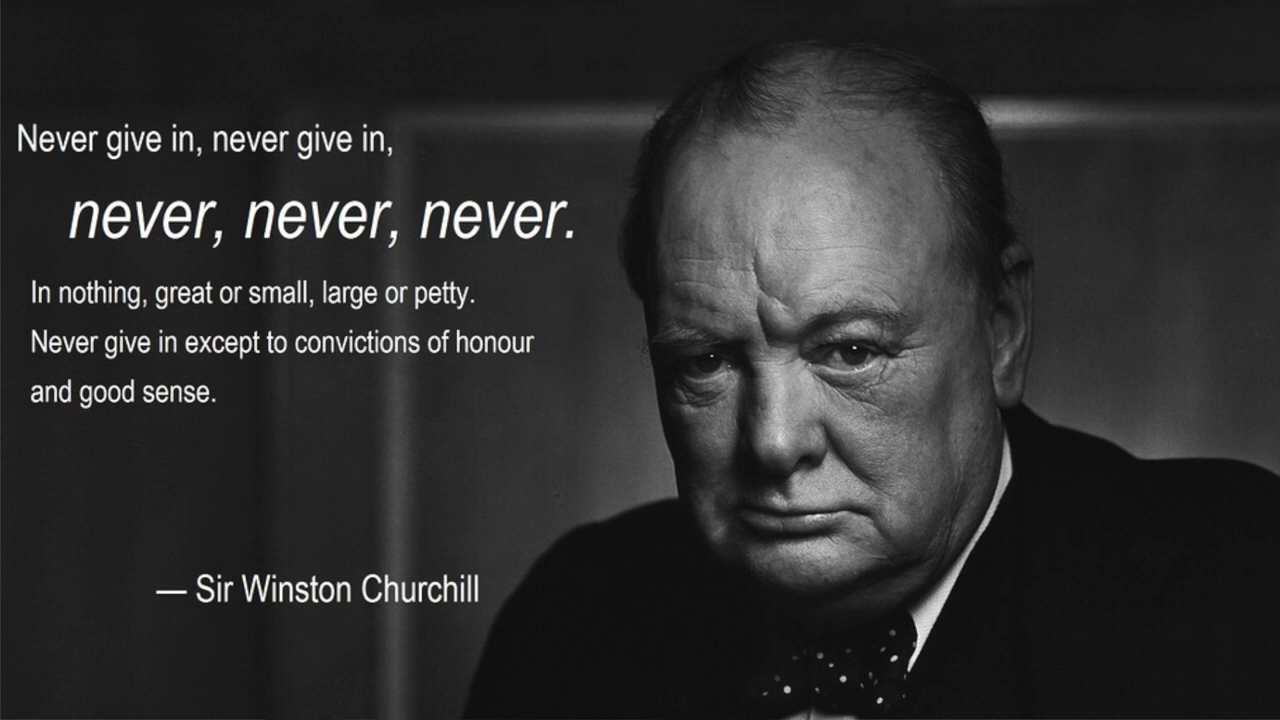 Never give in, never give in,
never, never, never.
In nothing, great or small, large or petty.
Never give in except to convictions of honour
and good sense.
— Sir Winston Churchill